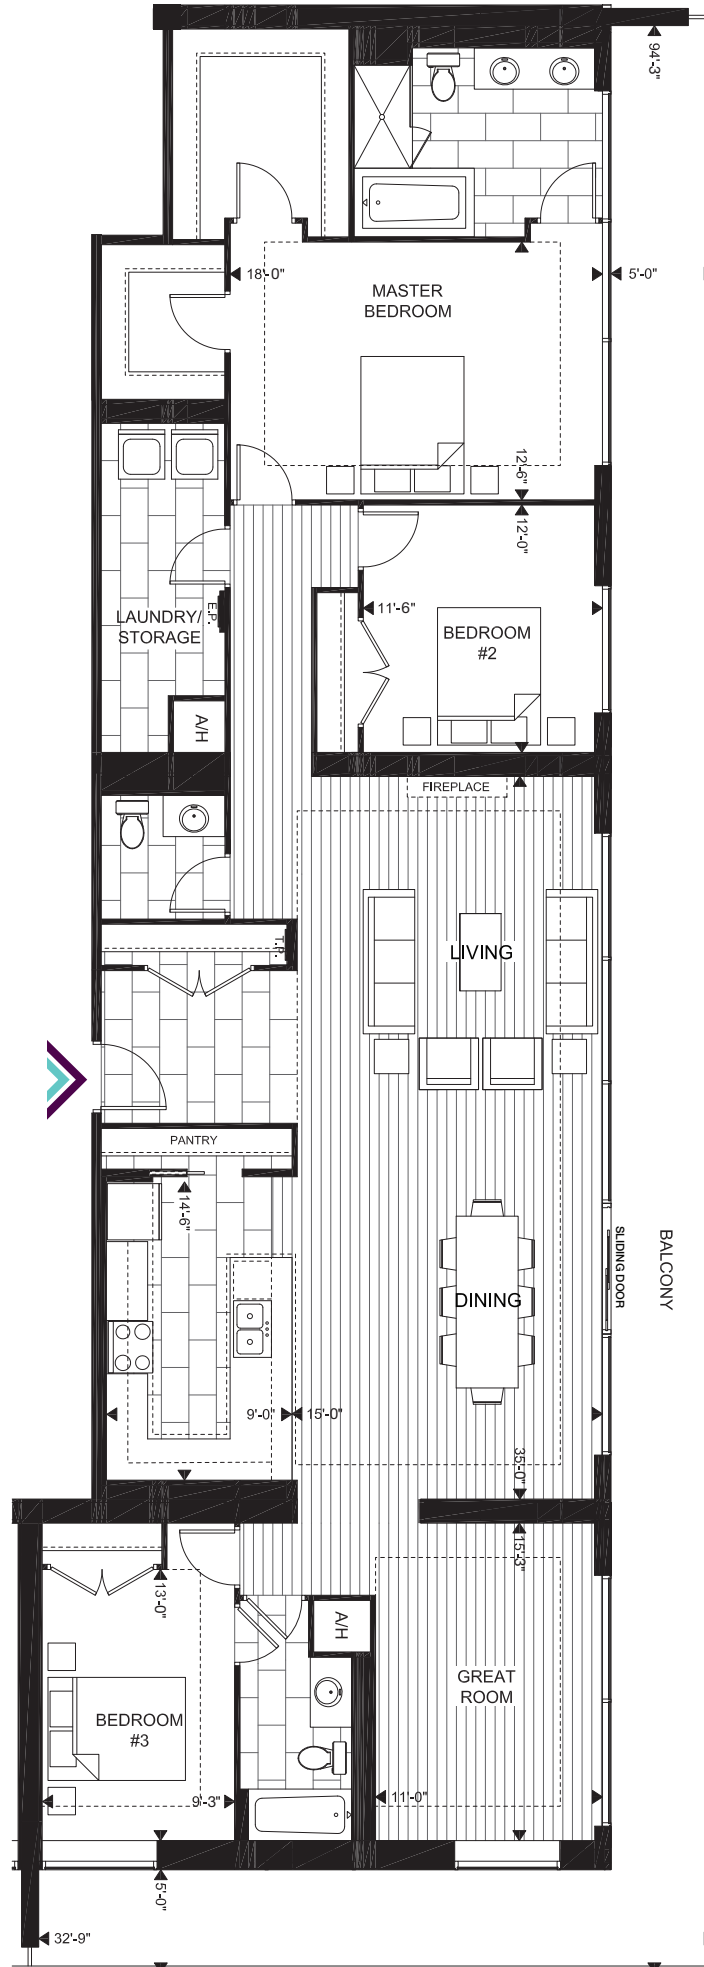 94'-3"
18'-0"
5'-0"
MASTER
BEDROOM
12'-6"
12'-0"
11'-6"
E.P.
LAUNDRY/
STORAGE
BEDROOM
#2
A/H
FIREPLACE
T.P.
LIVING
PANTRY
14'-6"
SLIDING DOOR
BALCONY
DINING
9'-0"
15'-0"
35'-0"
15'-3"
13'-0"
A/H
GREAT
ROOM
BEDROOM
#3
9'-3"
11'-0"
5'-0"
32'-9"